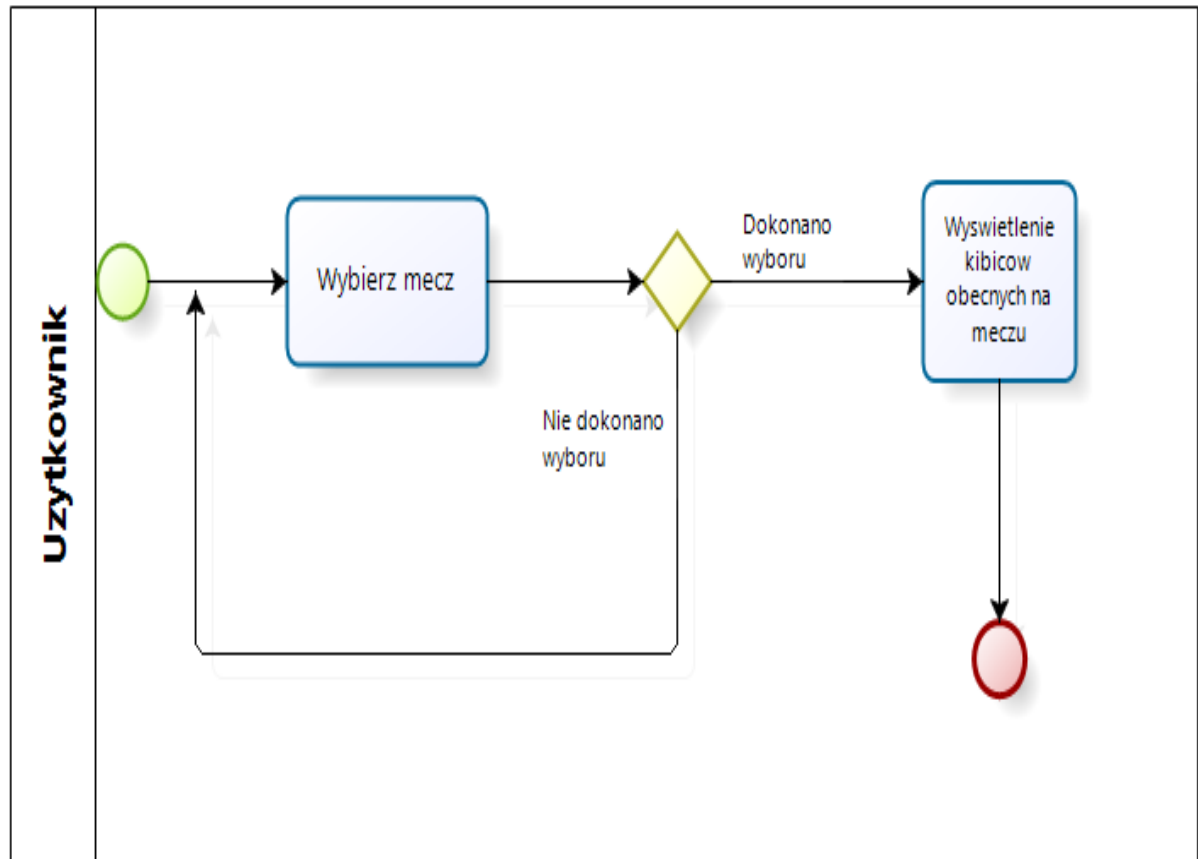 Uzytkownik
Wybierz mecz
Dokonano
wyboru
Nie dokonano
wyboru
Wyswietlenie
kibicow
obecnych na
meczu